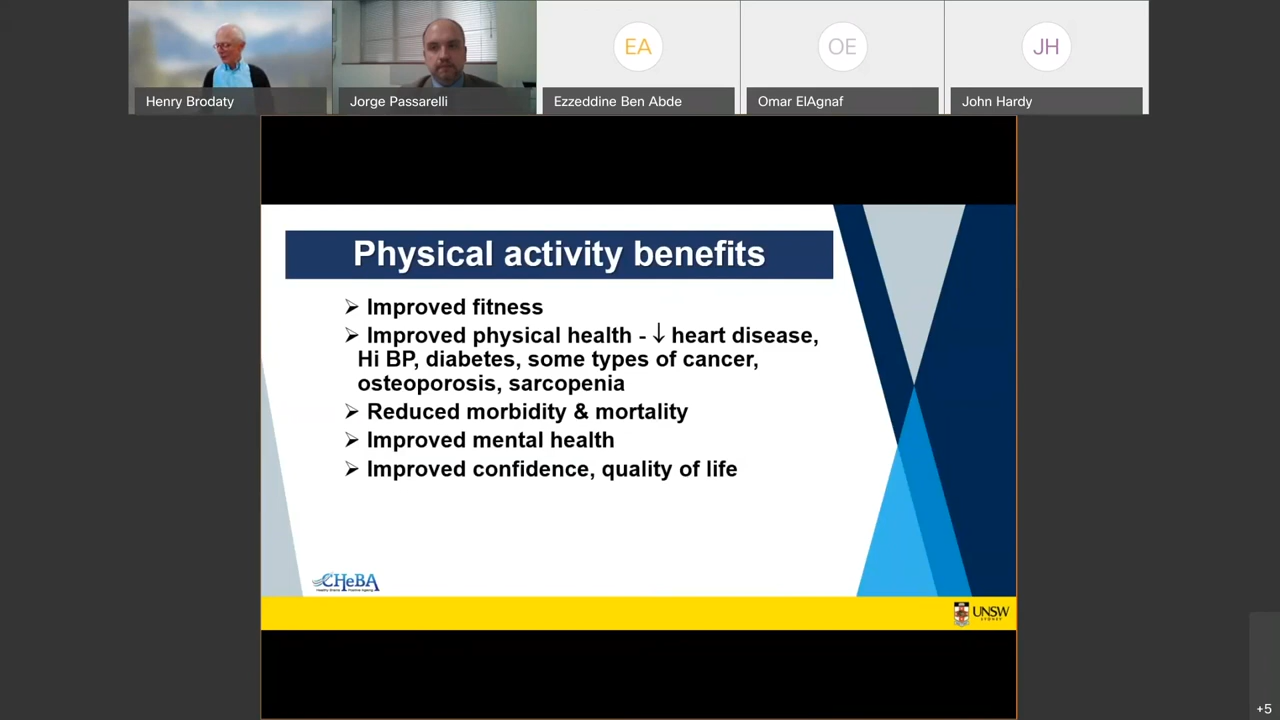 EA
OE
JH
Henry Brodaty
Jorge Passarelli
Ezzeddine Ben Abde
Omar ElAgnaf
John Hardy
Physical activity benefits
➢ Improved fitness
➢ Improved physical health - ↓ heart disease,
Hi BP, diabetes, some types of cancer,
osteoporosis, sarcopenia
➢ Reduced morbidity & mortality
➢ Improved mental health
➢ Improved confidence, quality of life
CHeBA
UNSW
SYDNEY
+5